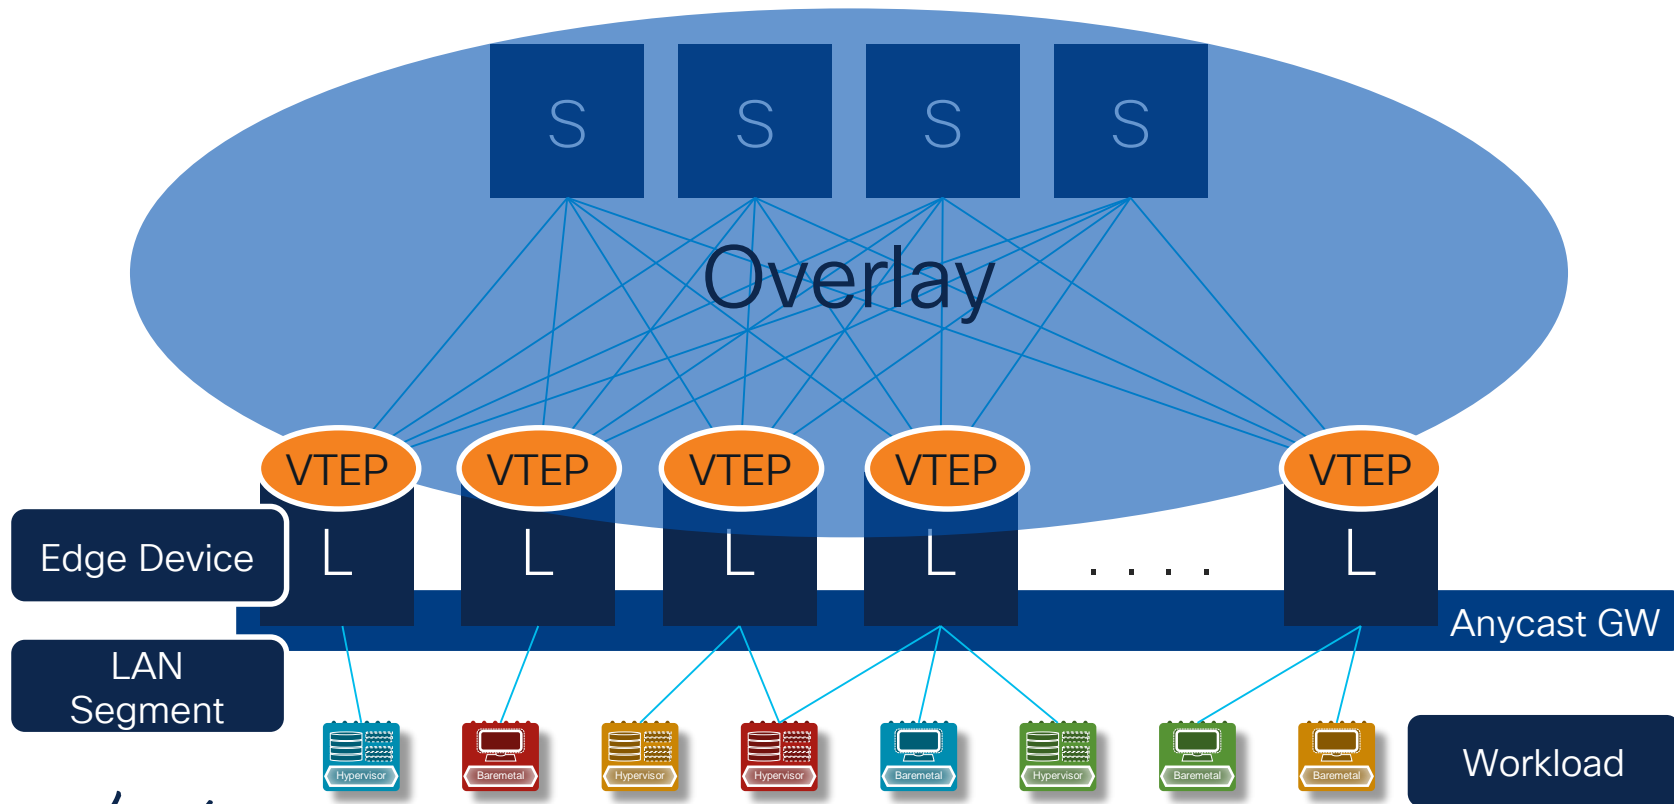 S S S S
Overlay
VTEP VTEP VTEP VTEP VTEP
L L L L . . . . L
Edge Device
Anycast GW
LAN
Segment
Hypervisor Baremetal Hypervisor Hypervisor Baremetal Hypervisor Baremetal Baremetal
Workload